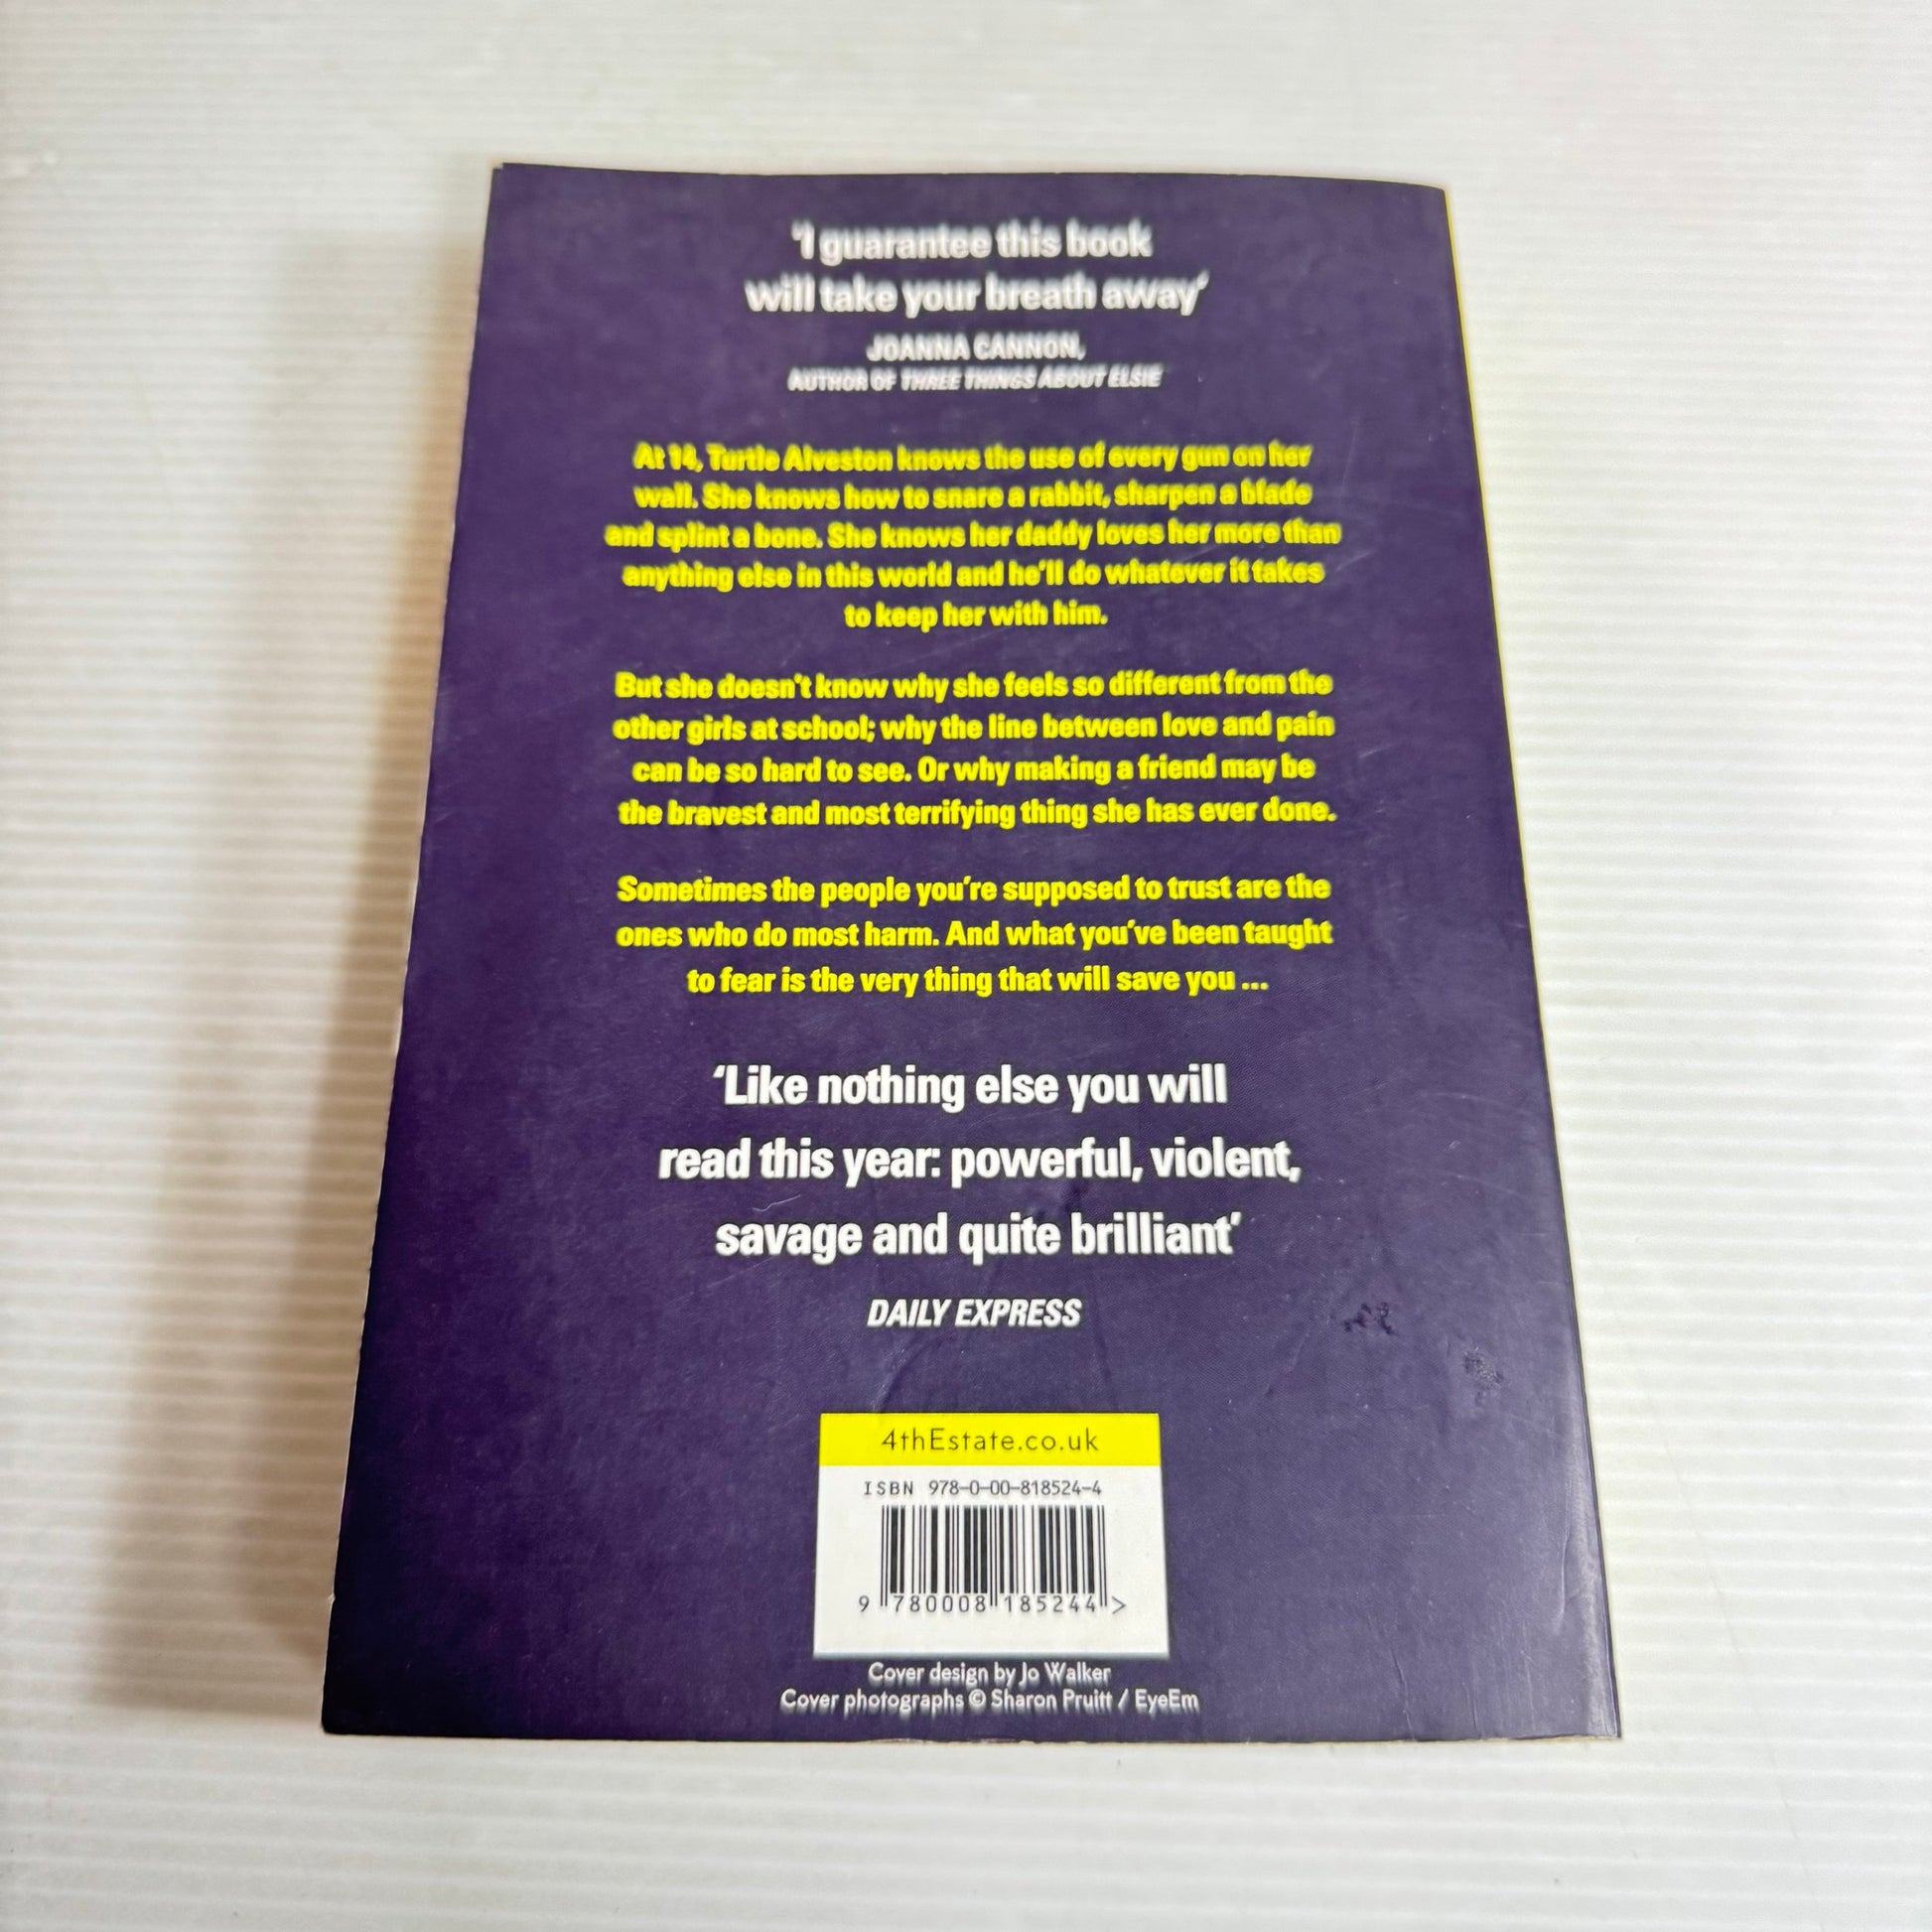 ‘I guarantee this book
will take your breath away’
JOANNA CANNON,
AUTHOR OF THREE THINGS ABOUT ELSIE
At 14, Turtle Alveston knows the use of every gun on her
wall. She knows how to snare a rabbit, sharpen a blade
and splint a bone. She knows her daddy loves her more than
anything else in this world and he’ll do whatever it takes
to keep her with him.
But she doesn’t know why she feels so different from the
other girls at school; why the line between love and pain
can be so hard to see. Or why making a friend may be
the bravest and most terrifying thing she has ever done.
Sometimes the people you’re supposed to trust are the
ones who do most harm. And what you’ve been taught
to fear is the very thing that will save you ...
‘Like nothing else you will
read this year: powerful, violent,
savage and quite brilliant’
DAILY EXPRESS
4thEstate.co.uk
ISBN 978-0-00-818524-4
9 780008 185244 >
Cover design by Jo Walker
Cover photographs © Sharon Pruitt / EyeEm